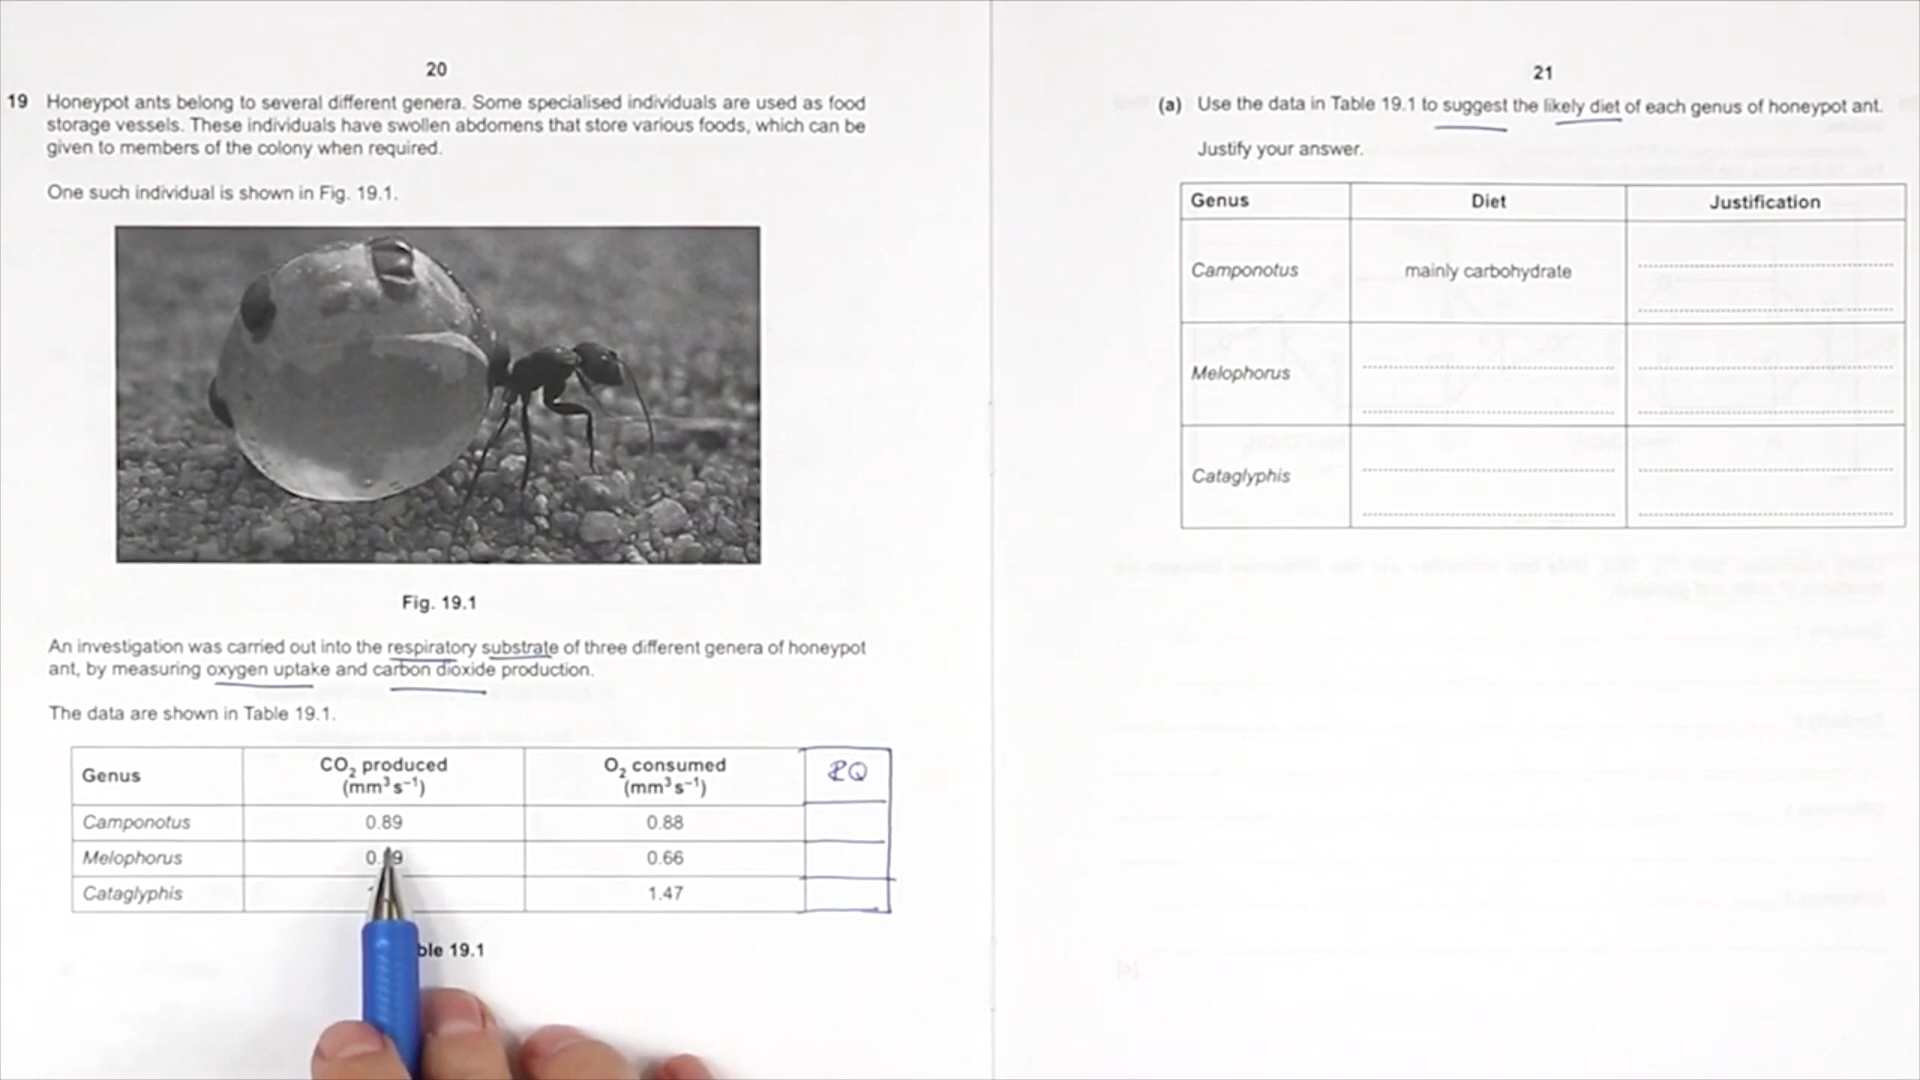 20
19 Honeypot ants belong to several different genera. Some specialised individuals are used as food
storage vessels. These individuals have swollen abdomens that store various foods, which can be
given to members of the colony when required.
One such individual is shown in Fig. 19.1.
Fig. 19.1
An investigation was carried out into the respiratory substrate of three different genera of honeypot
ant, by measuring oxygen uptake and carbon dioxide production.
The data are shown in Table 19.1.
Genus CO₂ produced (mm³ s⁻¹) O₂ consumed (mm³ s⁻¹) RQ
Camponotus 0.89 0.88
Melophorus 0.66
Cataglyphis 1.47
19.1
21
(a) Use the data in Table 19.1 to suggest the likely diet of each genus of honeypot ant.
Justify your answer.
Genus Diet Justification
Camponotus mainly carbohydrate
Melophorus
Cataglyphis